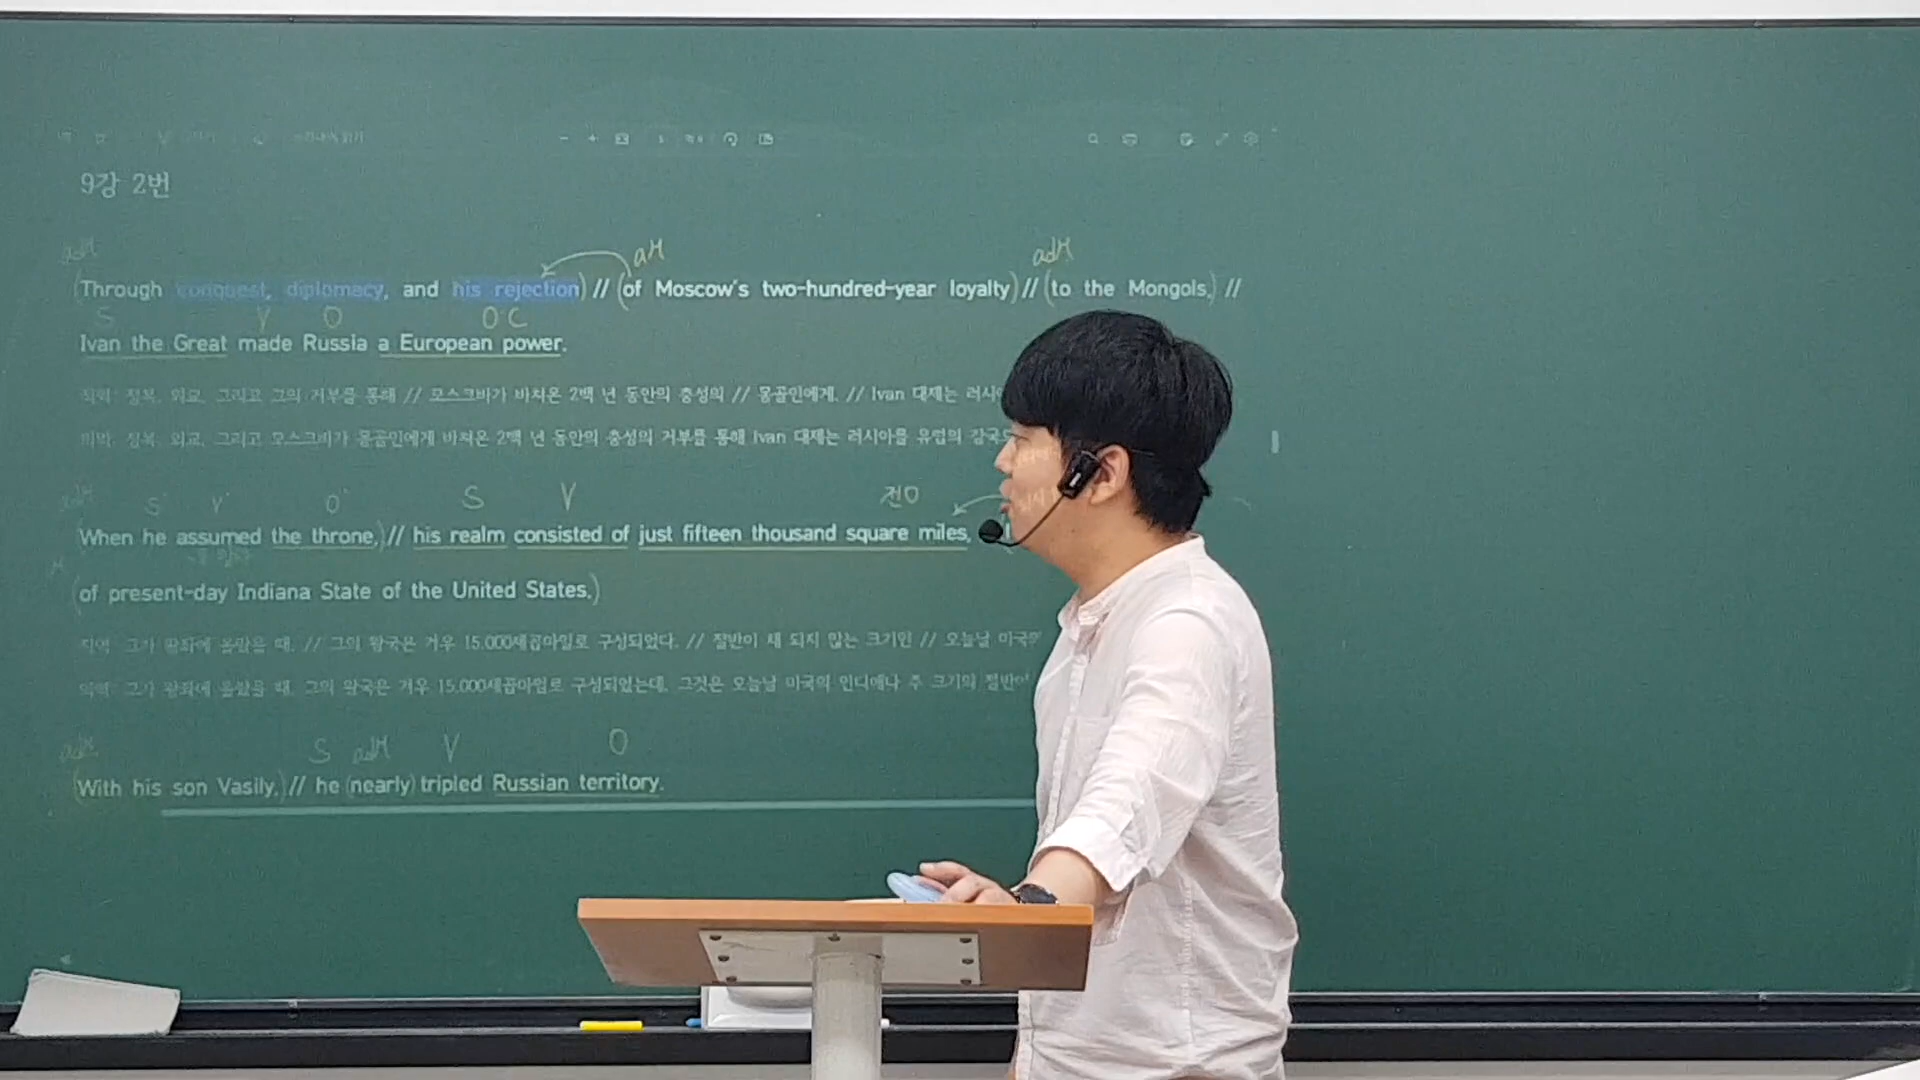 9강 2번
adM aM adM
(Through conquest, diplomacy, and his rejection) // (of Moscow's two-hundred-year loyalty) // (to the Mongols,) //
S V O O·C
Ivan the Great made Russia a European power.
직역: 정복, 외교, 그리고 그의 거부를 통해 // 모스크바가 바쳐온 2백 년 동안의 충성의 // 몽골인에게, // Ivan 대제는 러시아
의역: 정복, 외교, 그리고 모스크바가 몽골인에게 바쳐온 2백 년 동안의 충성의 거부를 통해 Ivan 대제는 러시아를 유럽의 강국으
adM S' V' O' S V 전O
(When he assumed the throne,) // his realm consisted of just fifteen thousand square miles,
(of present-day Indiana State of the United States.)
직역: 그가 왕좌에 올랐을 때, // 그의 왕국은 겨우 15,000제곱마일로 구성되었다. // 절반이 채 되지 않는 크기인 // 오늘날 미국의
의역: 그가 왕좌에 올랐을 때, 그의 왕국은 겨우 15,000제곱마일로 구성되었는데, 그것은 오늘날 미국의 인디애나 주 크기의 절반이
adM S adM V O
(With his son Vasily,) // he (nearly) tripled Russian territory.